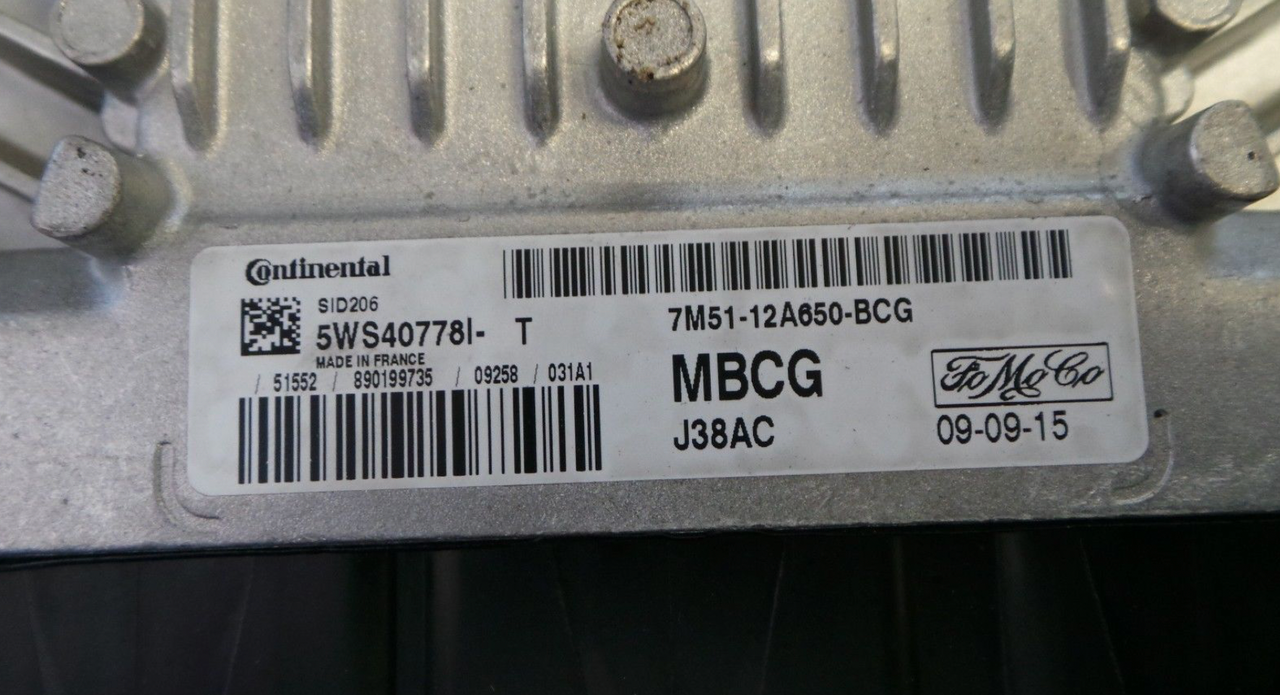 Continental
SID206
5WS40778I- T
MADE IN FRANCE
/ 51552 / 890199735 / 09258 / 031A1
7M51-12A650-BCG
MBCG
J38AC
FoMoCo
09-09-15